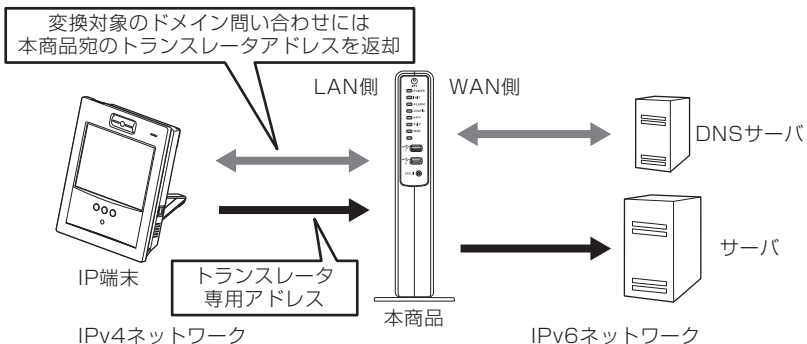 変換対象のドメイン問い合わせには
本商品宛のトランスレータアドレスを返却
LAN側
WAN側
DNSサーバ
サーバ
IP端末
トランスレータ
専用アドレス
本商品
IPv4ネットワーク
IPv6ネットワーク